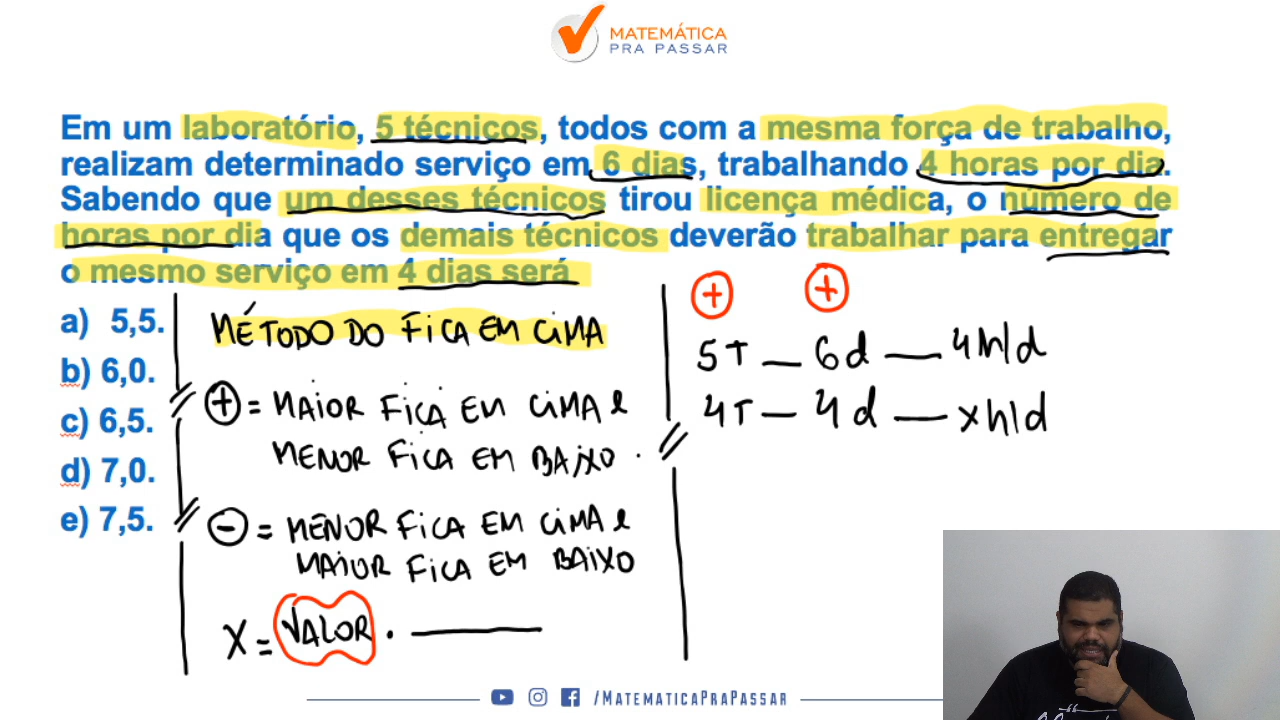 MATEMÁTICA
PRA PASSAR
Em um laboratório, 5 técnicos, todos com a mesma força de trabalho,
realizam determinado serviço em 6 dias, trabalhando 4 horas por dia.
Sabendo que um desses técnicos tirou licença médica, o número de
horas por dia que os demais técnicos deverão trabalhar para entregar
o mesmo serviço em 4 dias será
a) 5,5.
b) 6,0.
c) 6,5.
d) 7,0.
e) 7,5.
MÉTODO DO FICA EM CIMA
+ = MAIOR FICA EM CIMA e
MENOR FICA EM BAIXO.
- = MENOR FICA EM CIMA e
MAIOR FICA EM BAIXO
X = VALOR . ____
+ +
5T — 6d — 4h/d
4T — 4d — xh/d
/MATEMATICAPRAPASSAR